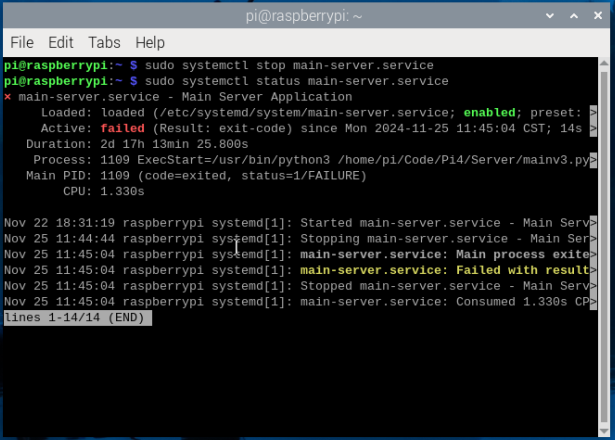 pi@raspberrypi: ~
File Edit Tabs Help
pi@raspberrypi:~ $ sudo systemctl stop main-server.service
pi@raspberrypi:~ $ sudo systemctl status main-server.service
× main-server.service - Main Server Application
Loaded: loaded (/etc/systemd/system/main-server.service; enabled; preset: >
Active: failed (Result: exit-code) since Mon 2024-11-25 11:45:04 CST; 14s >
Duration: 2d 17h 13min 25.800s
Process: 1109 ExecStart=/usr/bin/python3 /home/pi/Code/Pi4/Server/mainv3.py>
Main PID: 1109 (code=exited, status=1/FAILURE)
CPU: 1.330s
Nov 22 18:31:19 raspberrypi systemd[1]: Started main-server.service - Main Serv>
Nov 25 11:44:44 raspberrypi systemd[1]: Stopping main-server.service - Main Ser>
Nov 25 11:45:04 raspberrypi systemd[1]: main-server.service: Main process exite>
Nov 25 11:45:04 raspberrypi systemd[1]: main-server.service: Failed with result>
Nov 25 11:45:04 raspberrypi systemd[1]: Stopped main-server.service - Main Serv>
Nov 25 11:45:04 raspberrypi systemd[1]: main-server.service: Consumed 1.330s CP>
lines 1-14/14 (END)